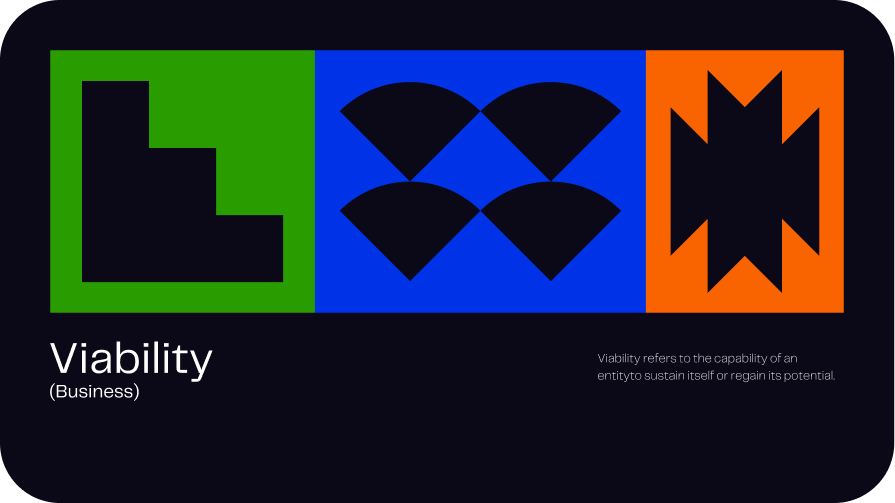 Viability
(Business)
Viability refers to the capability of an
entityto sustain itself or regain its potential.